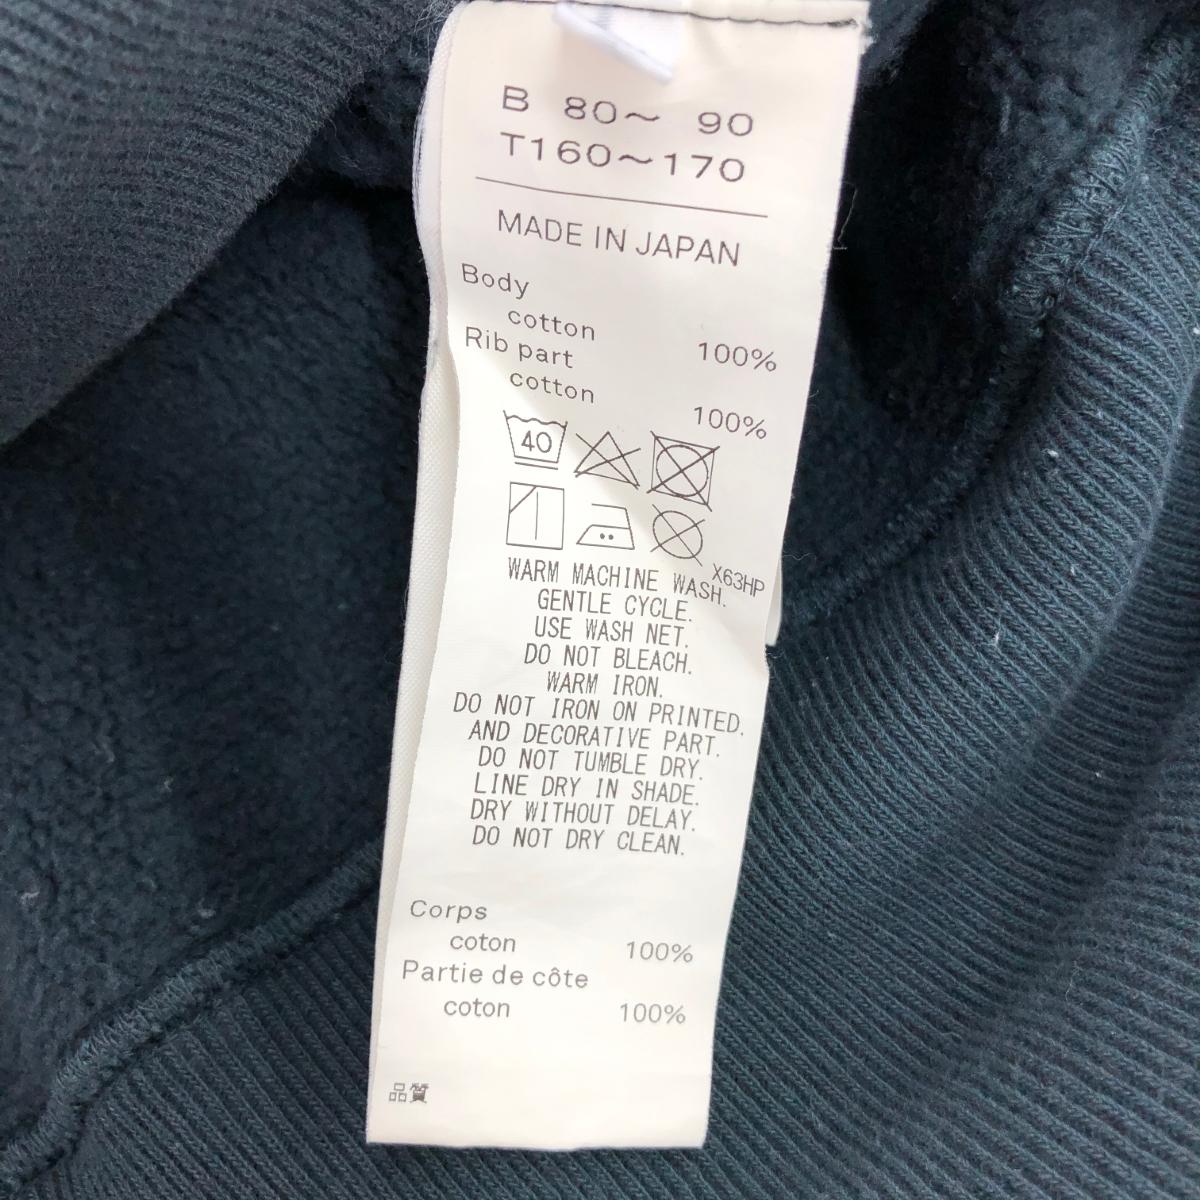 B 80～ 90
T160～170
MADE IN JAPAN
Body
cotton 100%
Rib part
cotton 100%
40
X63HP
WARM MACHINE WASH.
GENTLE CYCLE.
USE WASH NET.
DO NOT BLEACH.
WARM IRON.
DO NOT IRON ON PRINTED.
AND DECORATIVE PART.
DO NOT TUMBLE DRY.
LINE DRY IN SHADE.
DRY WITHOUT DELAY.
DO NOT DRY CLEAN.
Corps
coton 100%
Partie de côte
coton 100%
品質